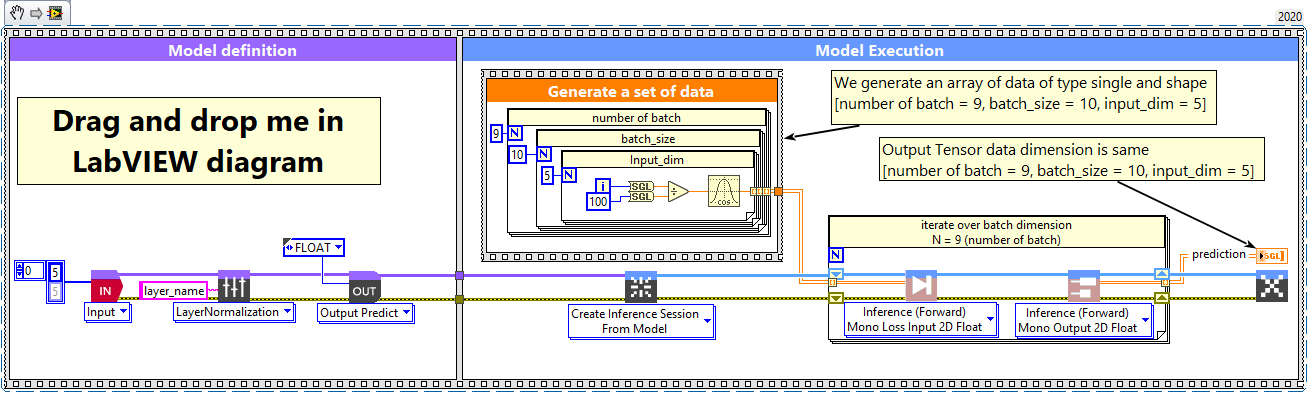 2020
Model definition
Drag and drop me in
LabVIEW diagram
FLOAT
0
5
5
IN
layer_name
OUT
Input
LayerNormalization
Output Predict
Model Execution
Generate a set of data
number of batch
9
N
batch_size
10
N
Input_dim
5
N
i
100
SGL
SGL
÷
COS
We generate an array of data of type single and shape
[number of batch = 9, batch_size = 10, input_dim = 5]
Output Tensor data dimension is same
[number of batch = 9, batch_size = 10, input_dim = 5]
iterate over batch dimension
N = 9 (number of batch)
N
prediction
SGL
Create Inference Session
From Model
Inference (Forward)
Mono Loss Input 2D Float
Inference (Forward)
Mono Output 2D Float